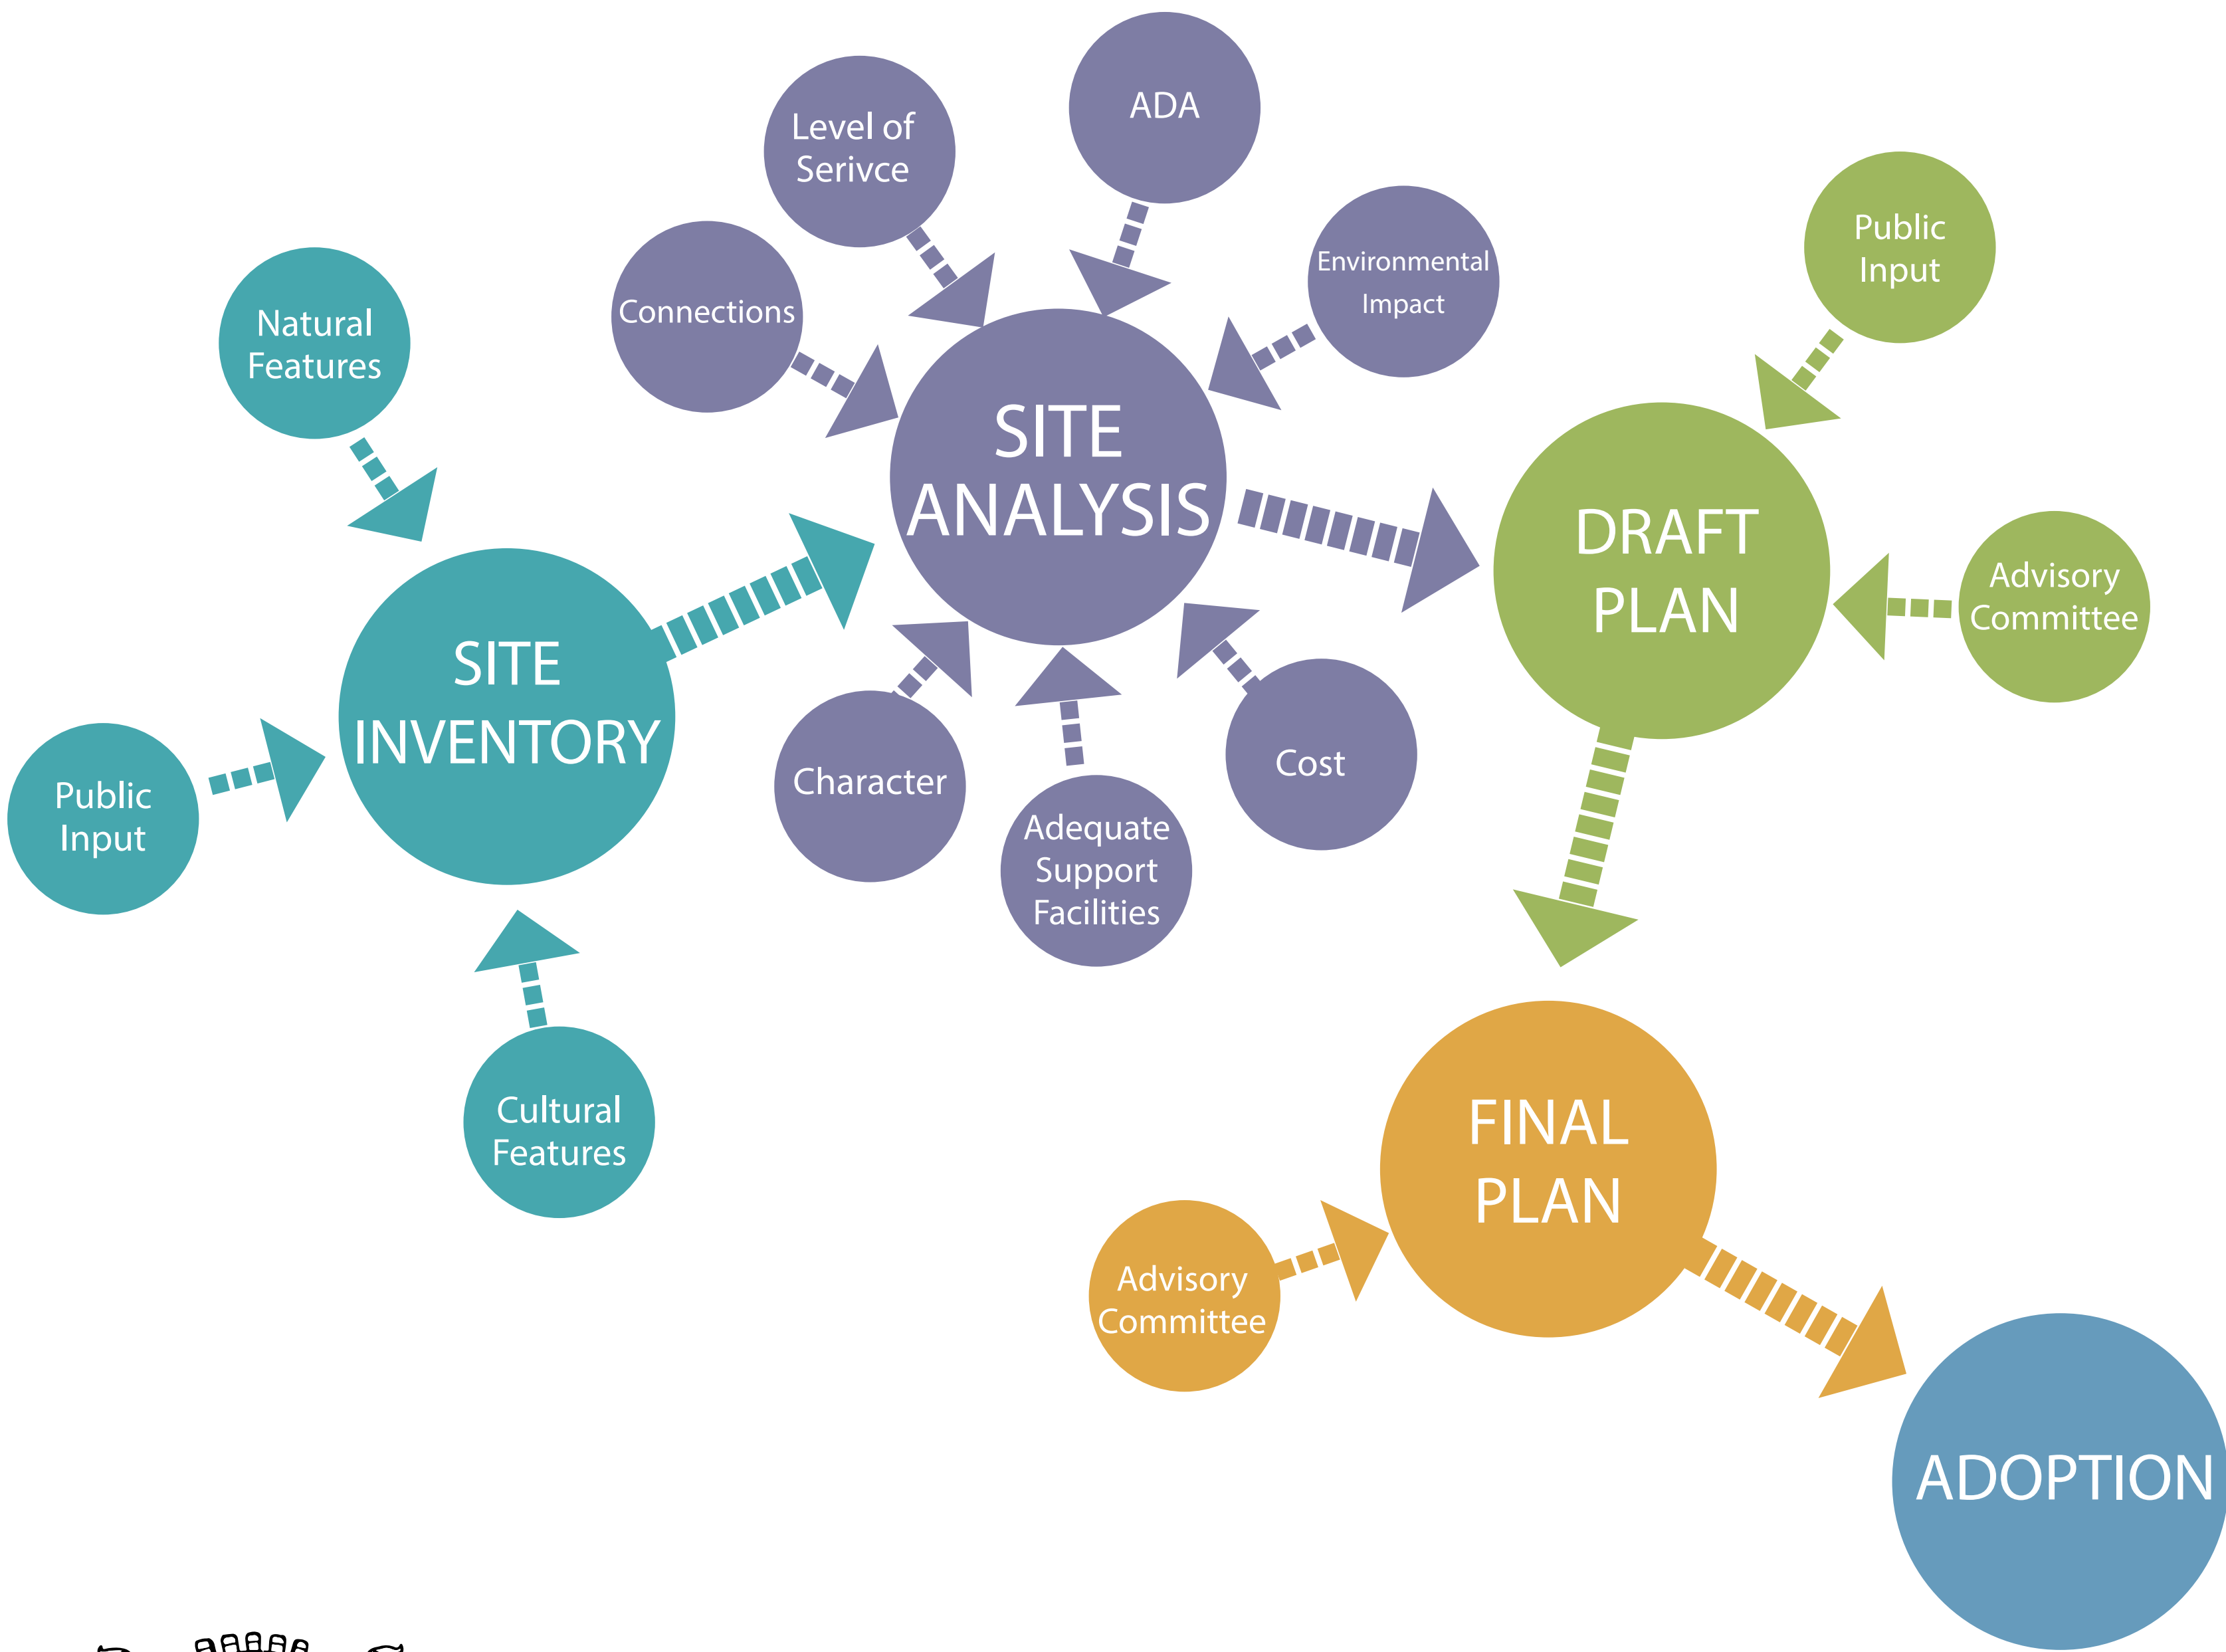 ADA
Level of
Serivce
Connections
Environmental
Impact
Natural
Features
Public
Input
SITE
ANALYSIS
DRAFT
PLAN
Advisory
Committee
SITE
INVENTORY
Public
Input
Character
Cost
Adequate
Support
Facilities
Cultural
Features
FINAL
PLAN
Advisory
Committee
ADOPTION